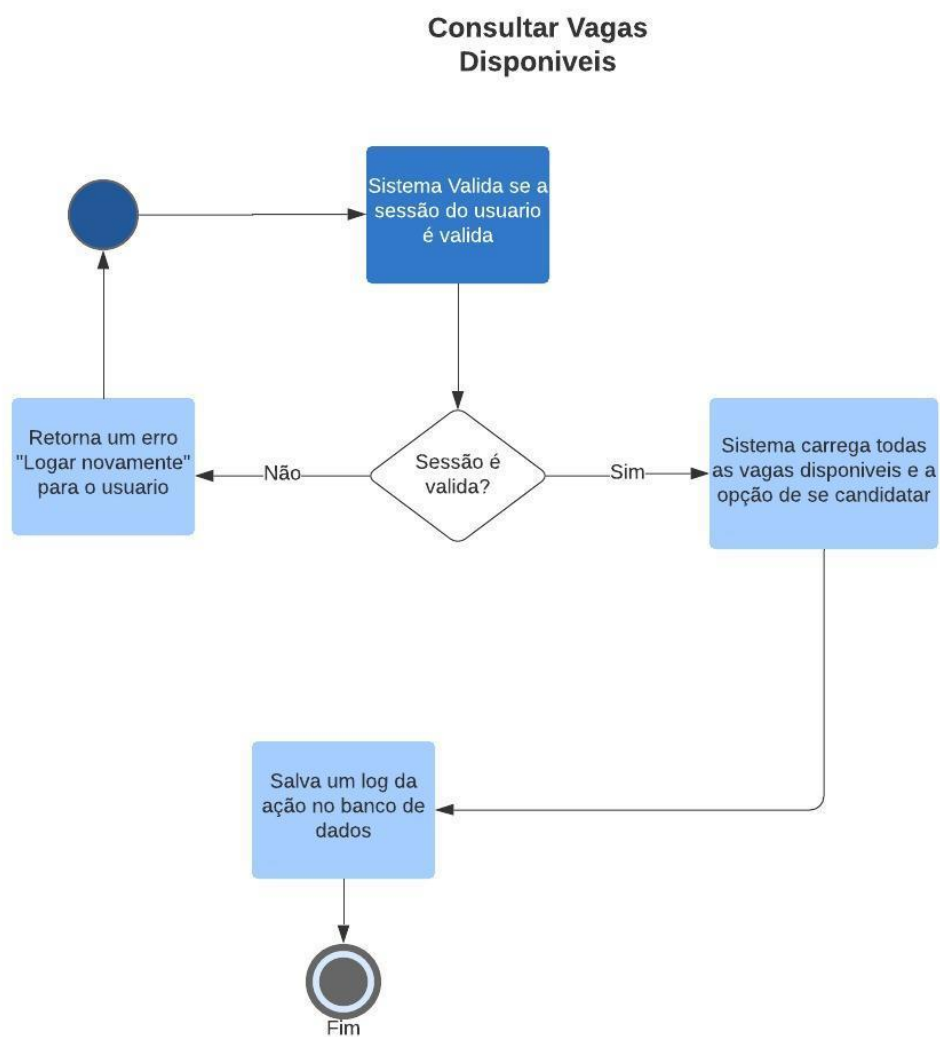 Consultar Vagas
Disponiveis
Sistema Valida se a
sessão do usuario
é valida
Retorna um erro
"Logar novamente"
para o usuario
Não
Sessão é
valida?
Sim
Sistema carrega todas
as vagas disponiveis e a
opção de se candidatar
Salva um log da
ação no banco de
dados
Fim